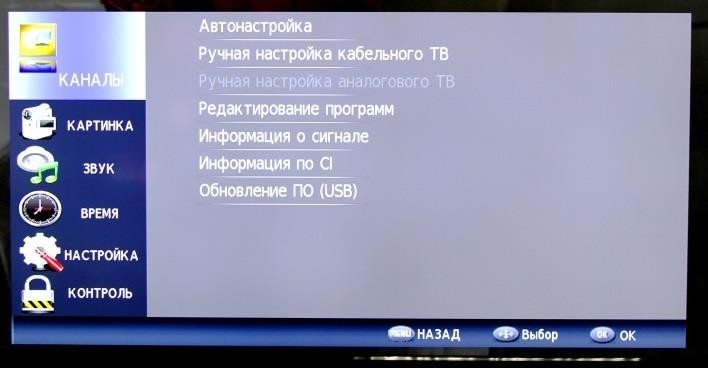 КАНАЛЫ
КАРТИНКА
ЗВУК
ВРЕМЯ
НАСТРОЙКА
КОНТРОЛЬ
Автонастройка
Ручная настройка кабельного ТВ
Ручная настройка аналогового ТВ
Редактирование программ
Информация о сигнале
Информация по CI
Обновление ПО (USB)
MENU НАЗАД Выбор OK OK